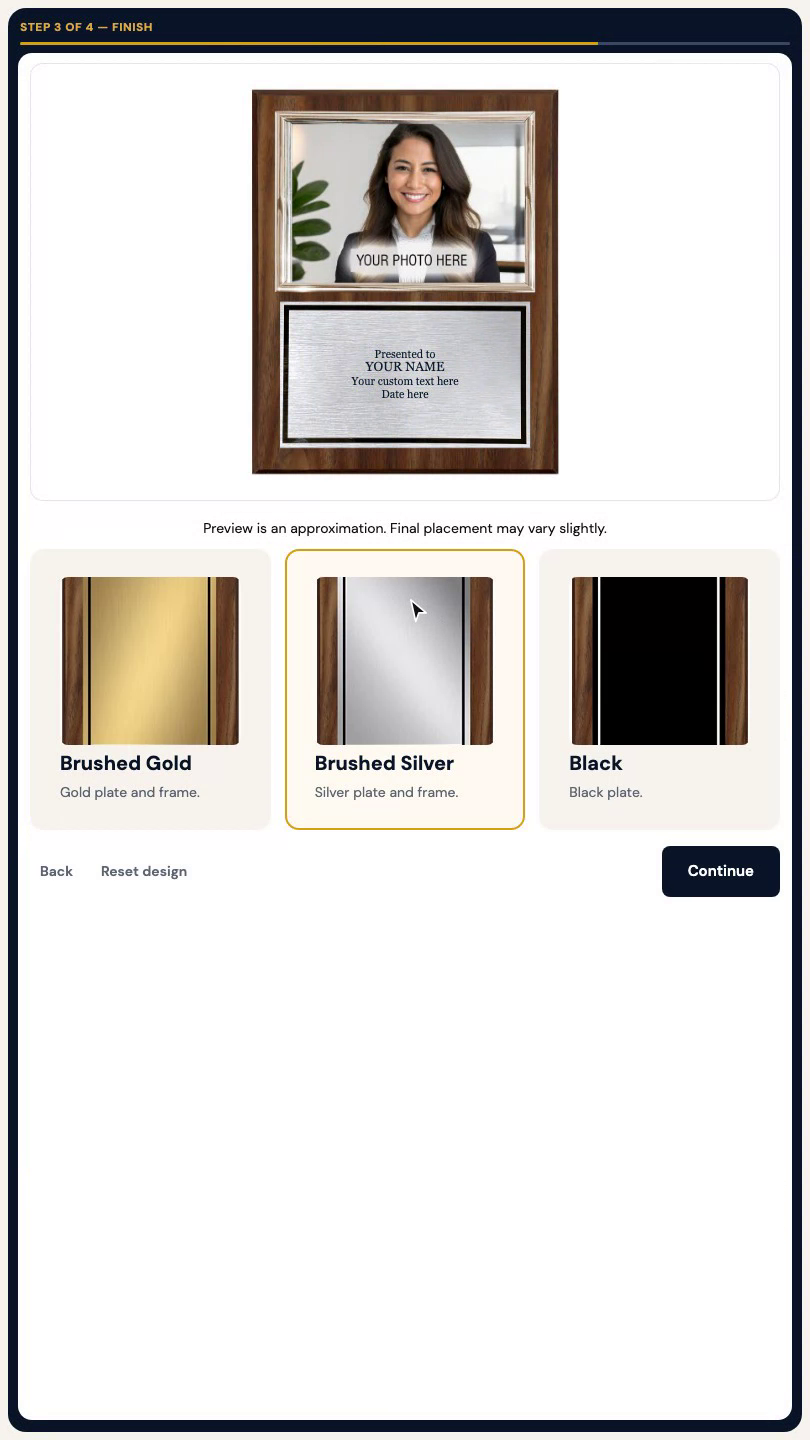 STEP 3 OF 4 — FINISH
YOUR PHOTO HERE
Presented to
YOUR NAME
Your custom text here
Date here
Preview is an approximation. Final placement may vary slightly.
Brushed Gold
Gold plate and frame.
Brushed Silver
Silver plate and frame.
Black
Black plate.
Back
Reset design
Continue